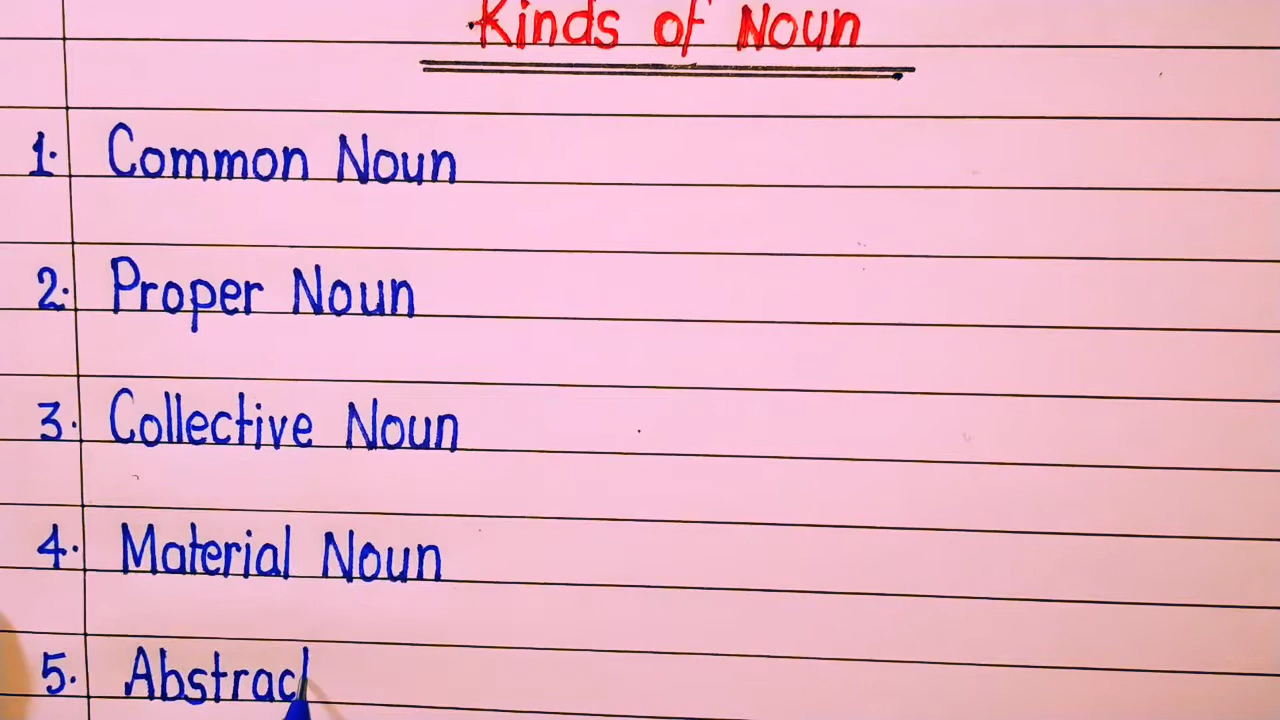 Kinds of Noun
1. Common Noun
2. Proper Noun
3. Collective Noun
4. Material Noun
5. Abstrac